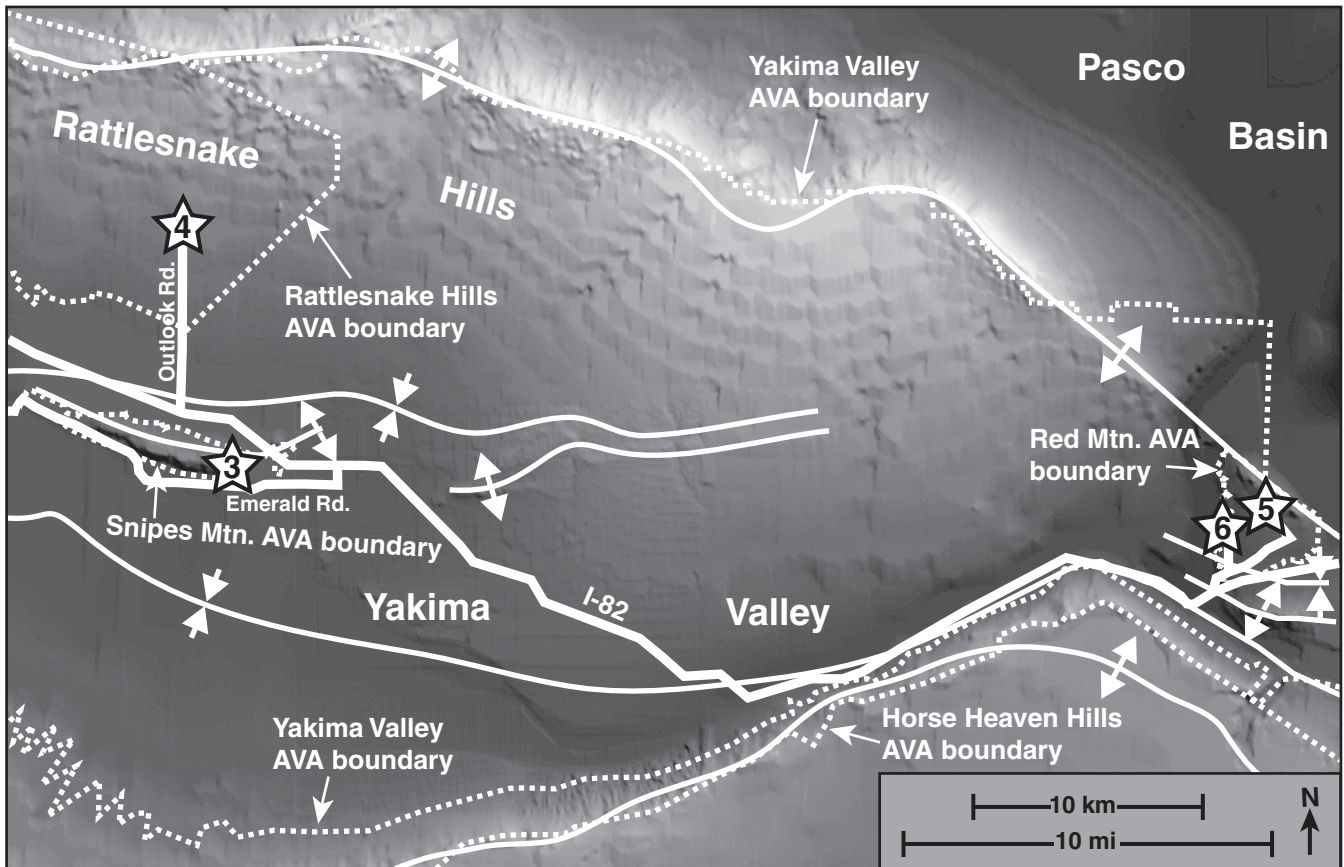 Pasco
Basin
Yakima Valley
AVA boundary
Rattlesnake
Hills
4
Outlook Rd.
Rattlesnake Hills
AVA boundary
Red Mtn. AVA
boundary
3
Emerald Rd.
5
6
Snipes Mtn. AVA boundary
Yakima
Valley
I-82
Yakima Valley
AVA boundary
Horse Heaven Hills
AVA boundary
10 km
10 mi
N